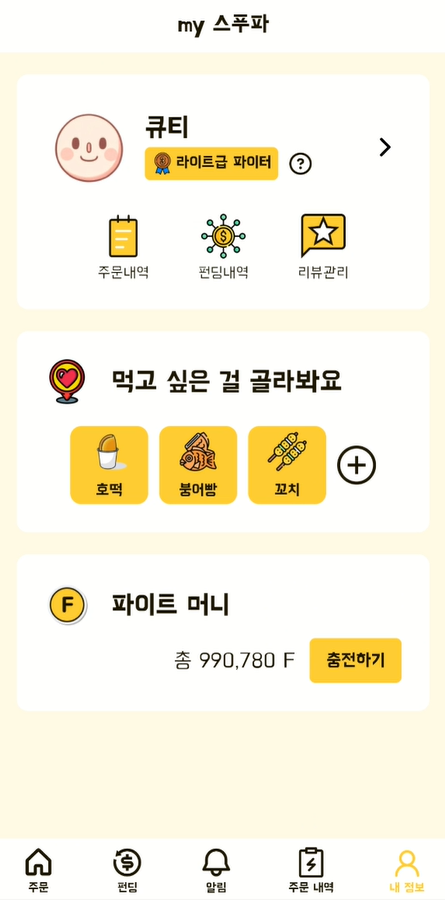 my 스푸파
큐티
라이트급 파이터
?
주문내역
펀딩내역
리뷰관리
먹고 싶은 걸 골라봐요
호떡
붕어빵
꼬치
F
파이트 머니
총 990,780 F
충전하기
주문
펀딩
알림
주문 내역
내 정보